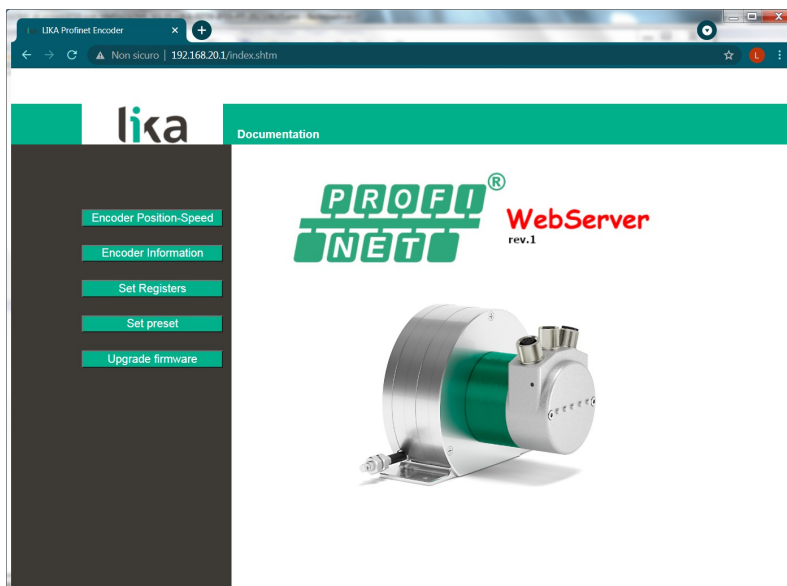 LIKA Profinet Encoder
Non sicuro | 192.168.20.1/index.shtm
L
lika
Documentation
PROFI®
NET
WebServer
rev.1
Encoder Position-Speed
Encoder Information
Set Registers
Set preset
Upgrade firmware